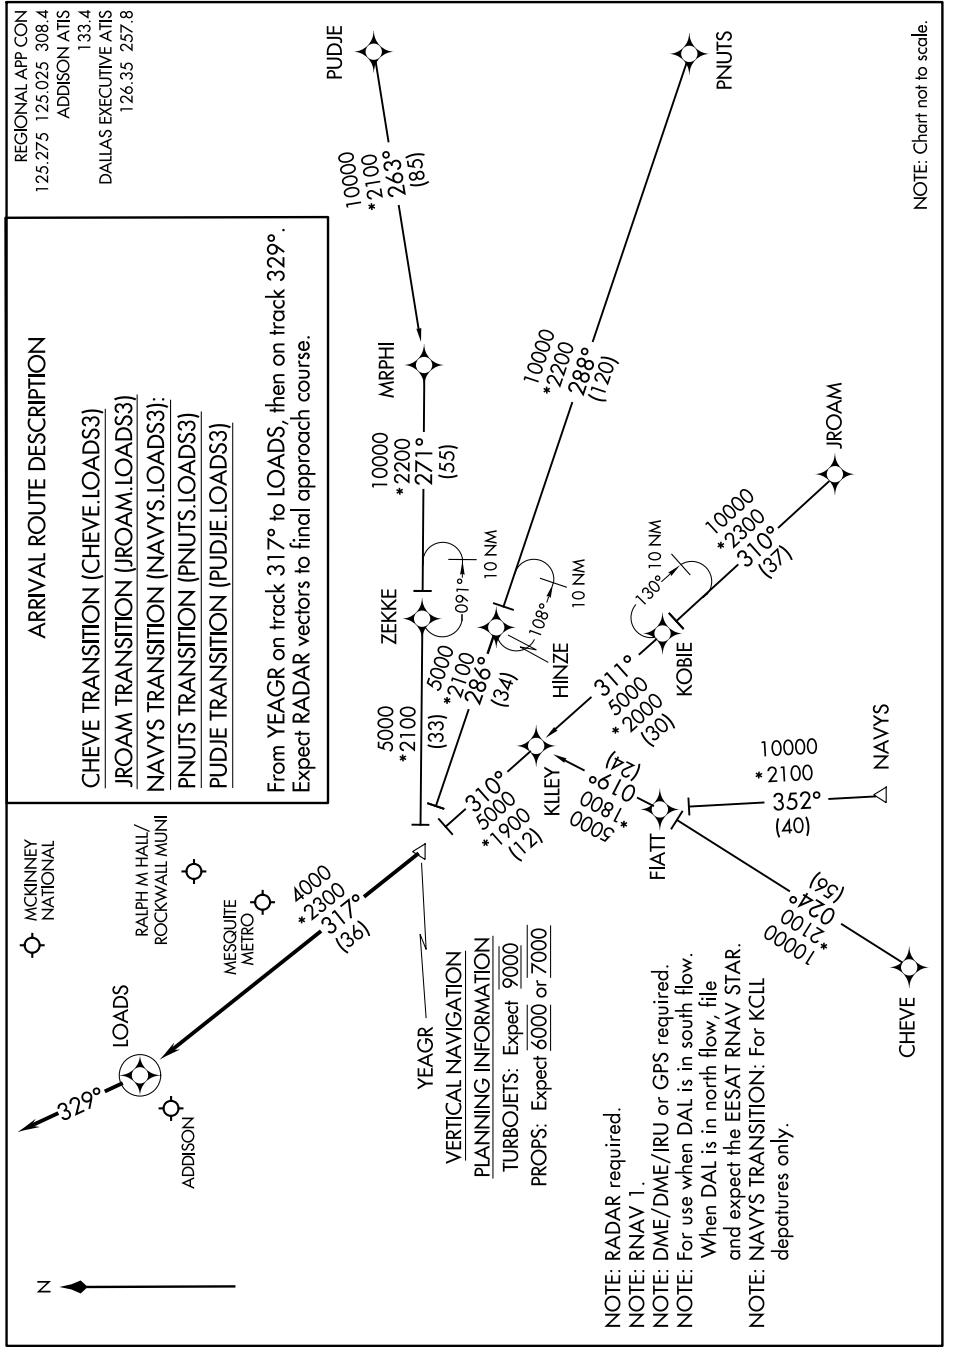 REGIONAL APP CON
125.275 125.025 308.4
ADDISON ATIS
133.4
DALLAS EXECUTIVE ATIS
126.35 257.8
ARRIVAL ROUTE DESCRIPTION
CHEVE TRANSITION (CHEVE.LOADS3)
JROAM TRANSITION (JROAM.LOADS3)
NAVYS TRANSITION (NAVYS.LOADS3):
PNUTS TRANSITION (PNUTS.LOADS3)
PUDJE TRANSITION (PUDJE.LOADS3)
From YEAGR on track 317° to LOADS, then on track 329°.
Expect RADAR vectors to final approach course.
MCKINNEY
NATIONAL
RALPH M HALL/
ROCKWALL MUNI
MESQUITE
METRO
LOADS
329°
ADDISON
N
4000
*2300
317°
(36)
YEAGR
VERTICAL NAVIGATION
PLANNING INFORMATION
TURBOJETS: Expect 9000
PROPS: Expect 6000 or 7000
PUDJE
10000
*2100
263°
(85)
MRPHI
10000
*2200
271°
(55)
ZEKKE
091°
10 NM
5000
*2100
(33)
PNUTS
10000
*2200
288°
(120)
HINZE
108°
10 NM
5000
*2100
286°
(34)
JROAM
10000
*2300
310°
(37)
KOBIE
130°
10 NM
311°
5000
*2000
(30)
KLLEY
310°
5000
*1900
(12)
(24)
019°
*1800
5000
FIATT
NAVYS
10000
*2100
352°
(40)
CHEVE
(56)
024°
*2100
10000
NOTE: RADAR required.
NOTE: RNAV 1.
NOTE: DME/DME/IRU or GPS required.
NOTE: For use when DAL is in south flow.
When DAL is in north flow, file
and expect the EESAT RNAV STAR.
NOTE: NAVYS TRANSITION: For KCLL
depatures only.
NOTE: Chart not to scale.